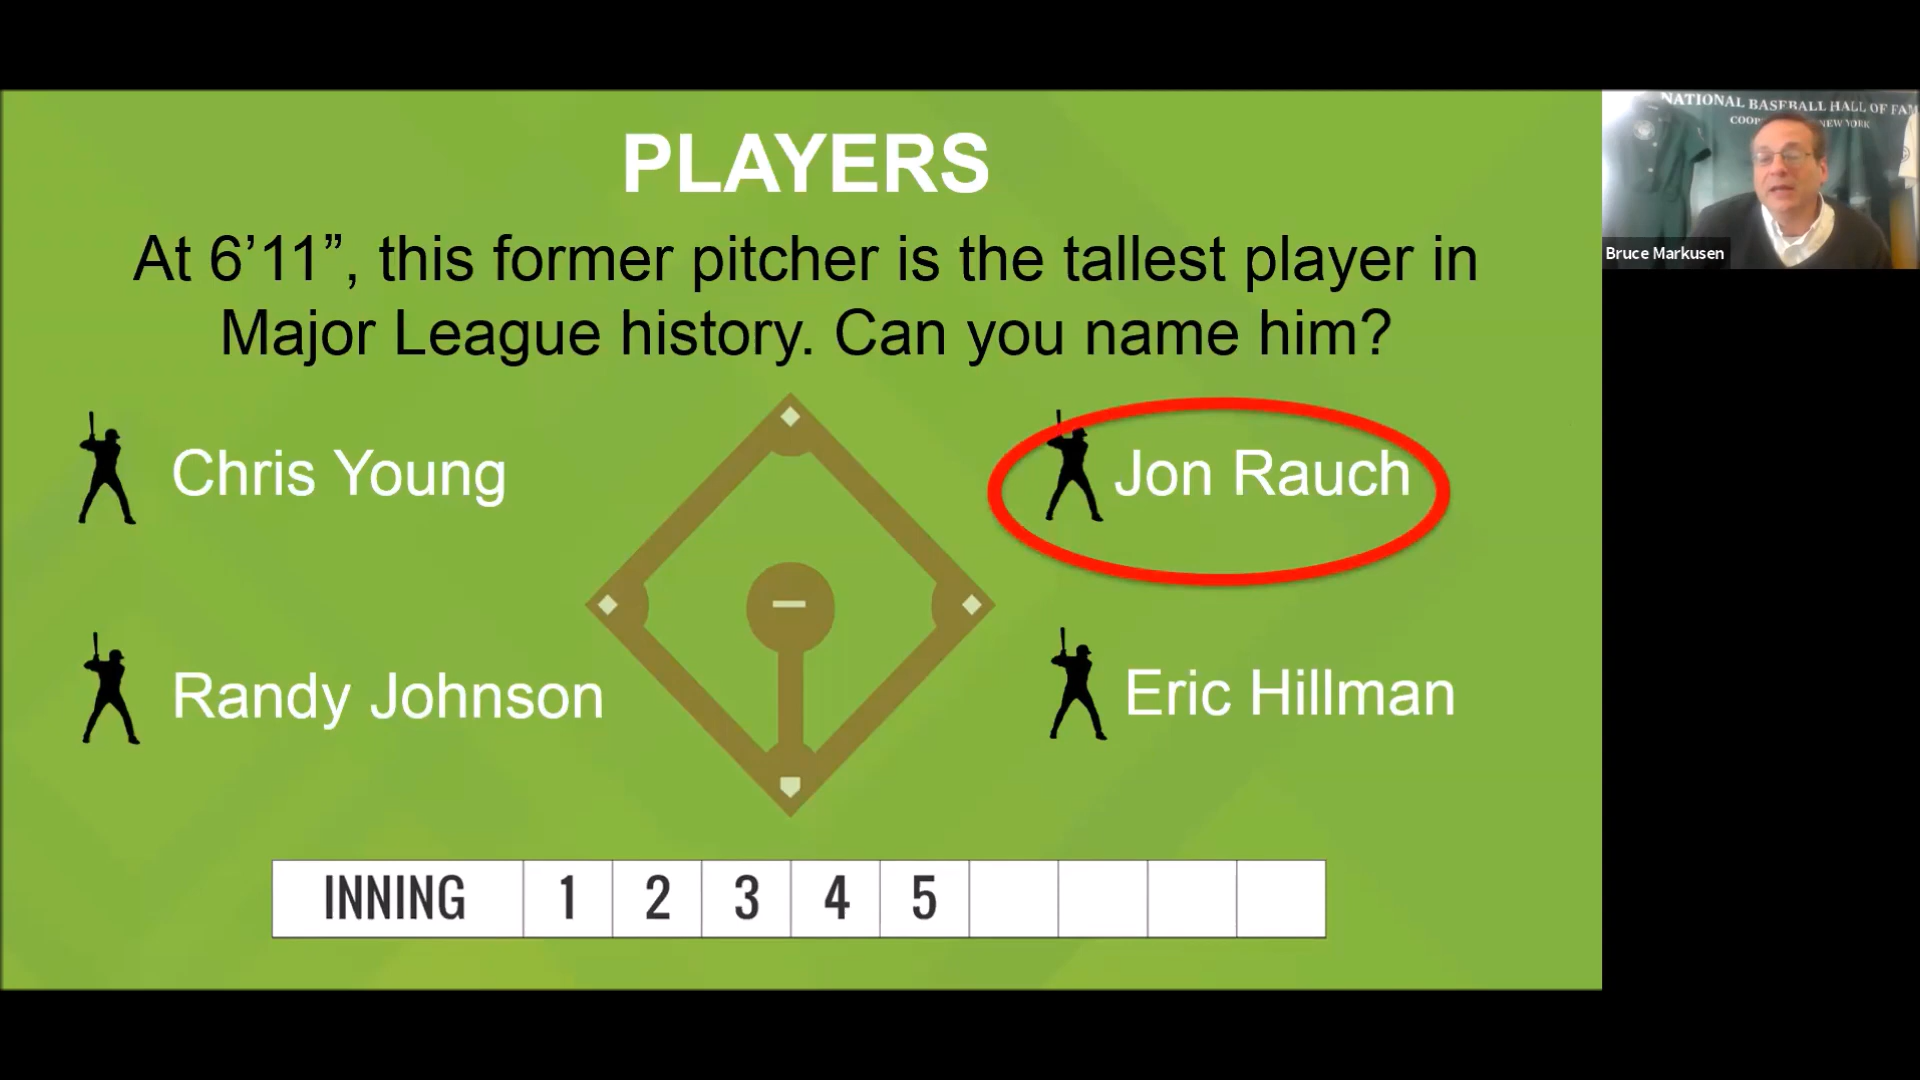 PLAYERS
At 6’11”, this former pitcher is the tallest player in
Major League history. Can you name him?
Chris Young
Jon Rauch
Randy Johnson
Eric Hillman
INNING 1 2 3 4 5
NATIONAL BASEBALL HALL OF FAM
NEW YORK
Bruce Markusen